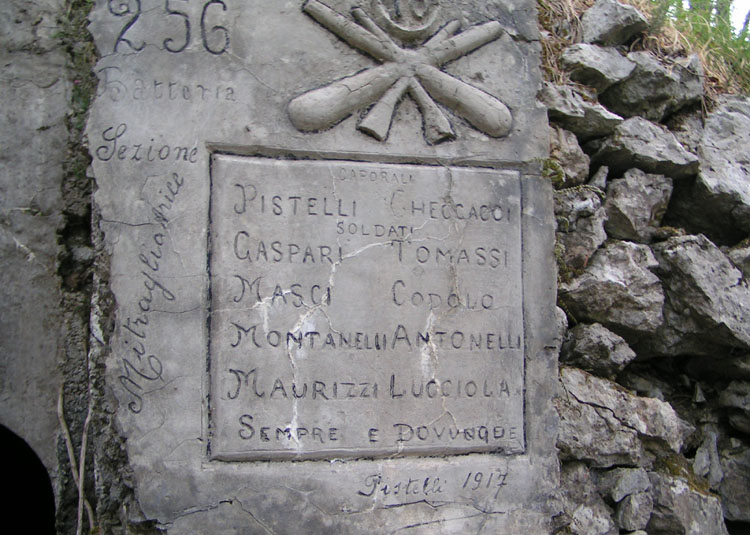 256
Batteria
Sezione
Mitragliatrice
CAPORALI
PISTELLI CHECCACCI
SOLDATI
GASPARI TOMASSI
MASCI CODOLO
MONTANELLI ANTONELLI
MAURIZZI LUCCIOLA
SEMPRE E DOVUNQUE
Pistelli 1917